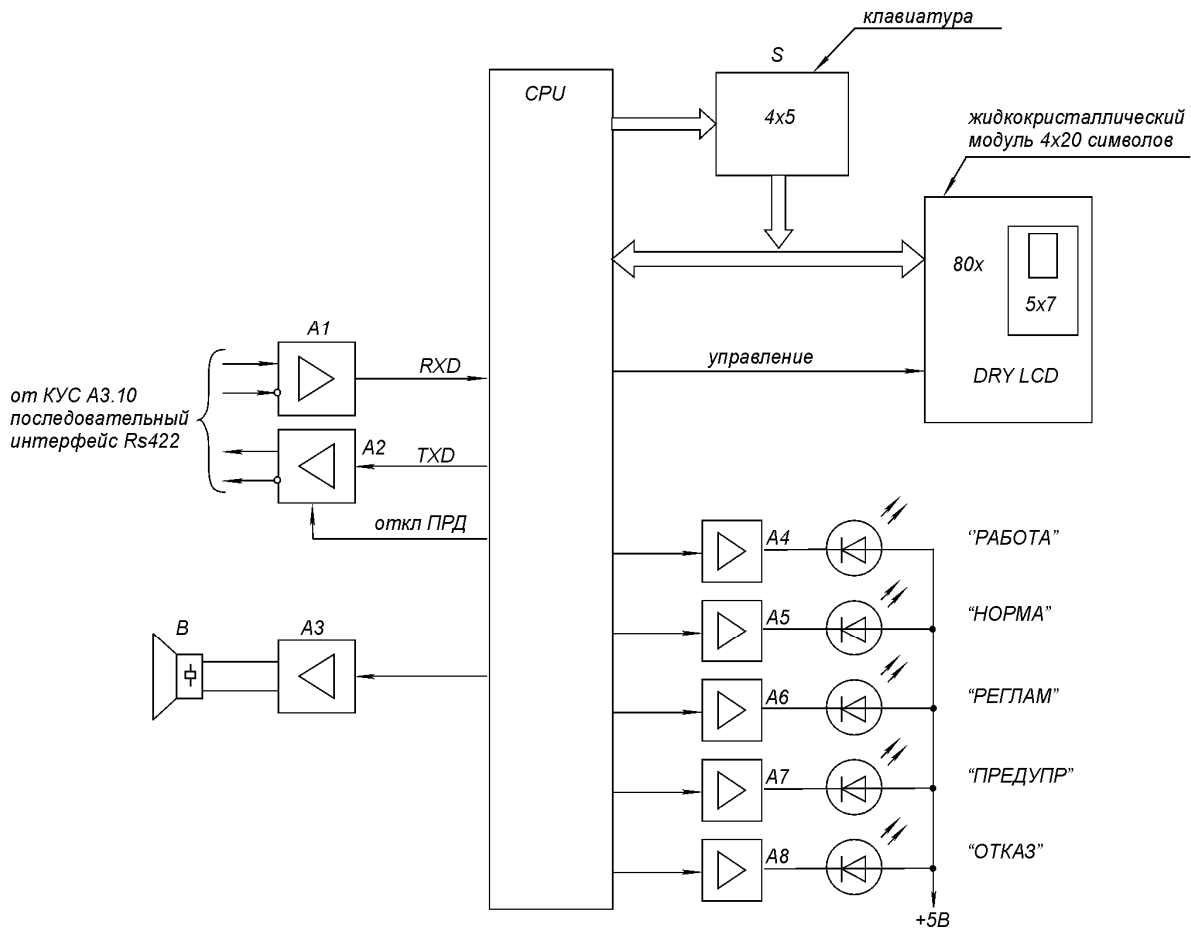 клавиатура
S
CPU
4x5
жидкокристаллический
модуль 4x20 символов
80x
5x7
DRY LCD
A1
RXD
управление
от КУС А3.10
последовательный
интерфейс Rs422
A2
TXD
откл ПРД
A4
“РАБОТА”
A5
“НОРМА”
B
A3
A6
“РЕГЛАМ”
A7
“ПРЕДУПР”
A8
“ОТКАЗ”
+5В